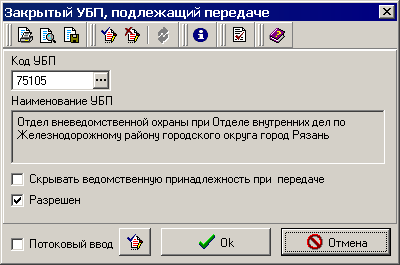 Закрытый УБП, подлежащий передаче
Код УБП
75105
Наименование УБП
Отдел вневедомственной охраны при Отделе внутренних дел по
Железнодорожному району городского округа город Рязань
Скрывать ведомственную принадлежность при передаче
Разрешен
Потоковый ввод
Ok
Отмена